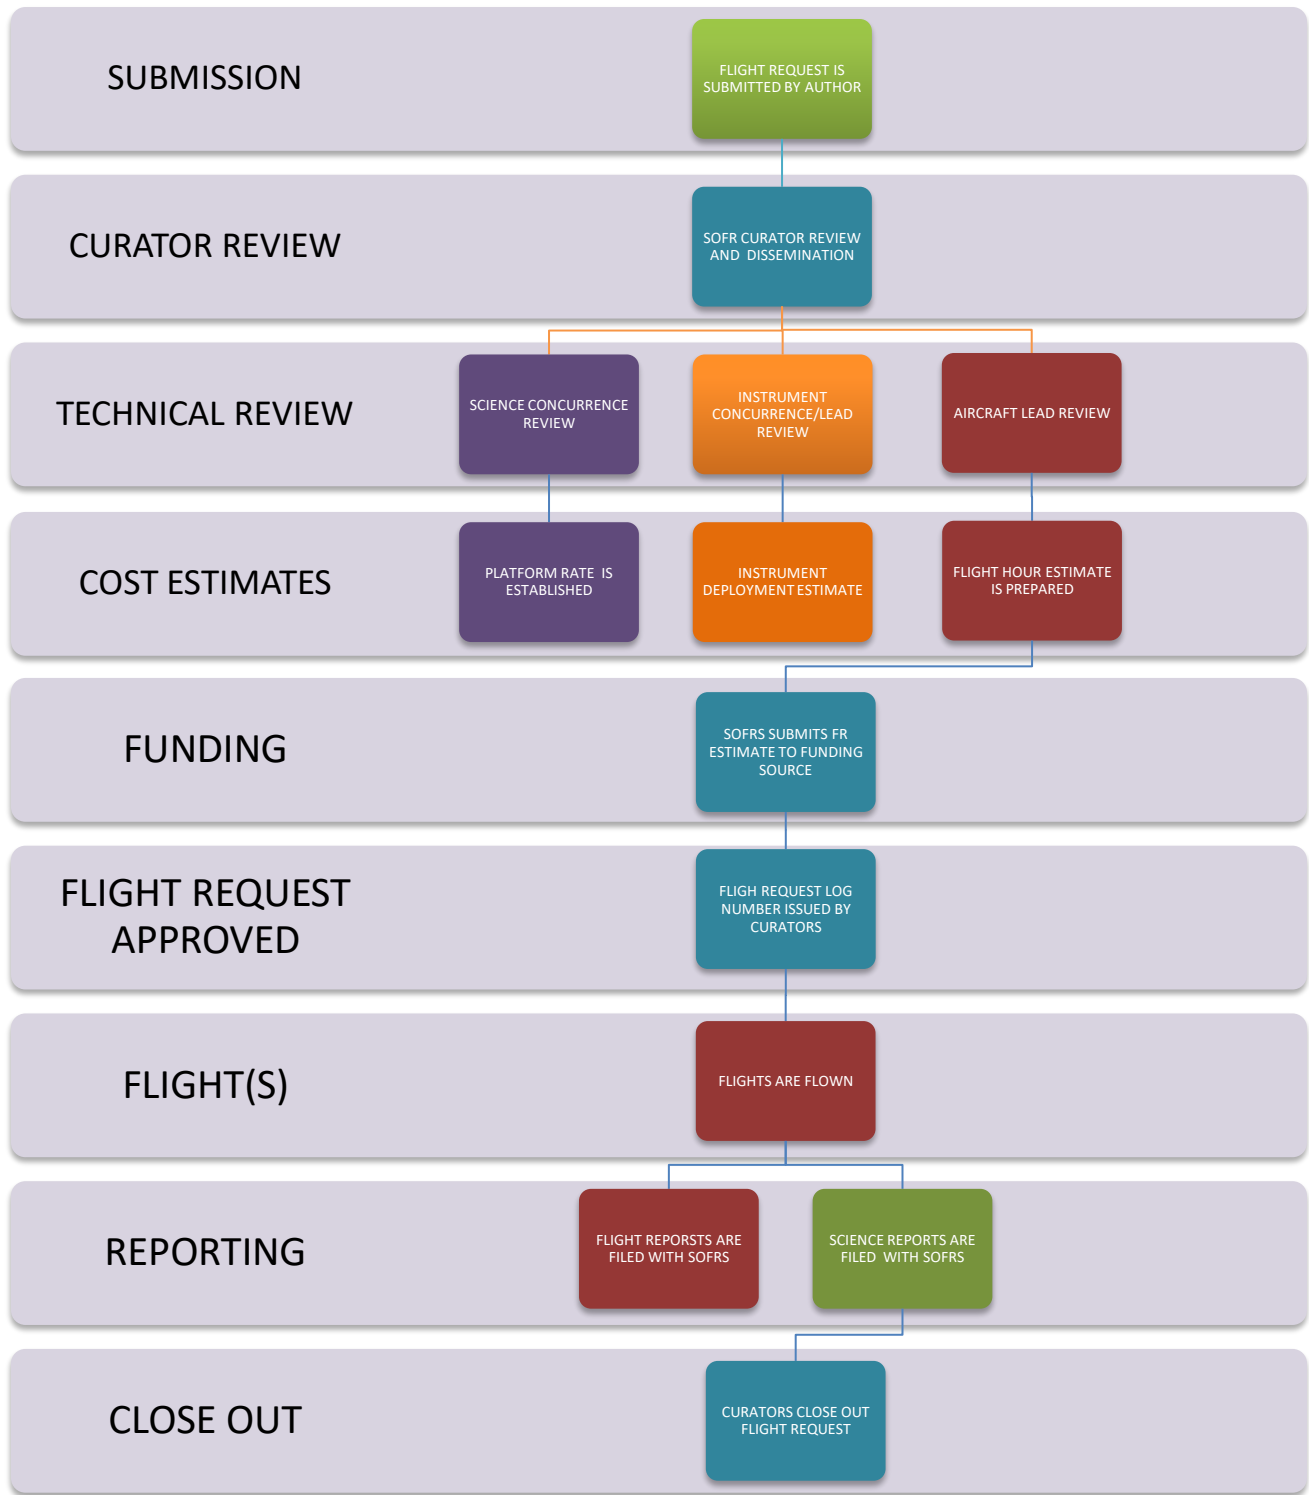 SUBMISSION
FLIGHT REQUEST IS
SUBMITTED BY AUTHOR
CURATOR REVIEW
SOFR CURATOR REVIEW
AND DISSEMINATION
TECHNICAL REVIEW
SCIENCE CONCURRENCE
REVIEW
INSTRUMENT
CONCURRENCE/LEAD
REVIEW
AIRCRAFT LEAD REVIEW
COST ESTIMATES
PLATFORM RATE IS
ESTABLISHED
INSTRUMENT
DEPLOYMENT ESTIMATE
FLIGHT HOUR ESTIMATE
IS PREPARED
FUNDING
SOFRS SUBMITS FR
ESTIMATE TO FUNDING
SOURCE
FLIGHT REQUEST
APPROVED
FLIGH REQUEST LOG
NUMBER ISSUED BY
CURATORS
FLIGHT(S)
FLIGHTS ARE FLOWN
REPORTING
FLIGHT REPORSTS ARE
FILED WITH SOFRS
SCIENCE REPORTS ARE
FILED WITH SOFRS
CLOSE OUT
CURATORS CLOSE OUT
FLIGHT REQUEST